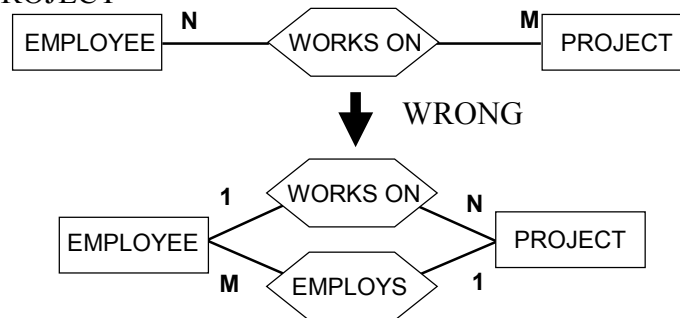 ROJECT
N M
EMPLOYEE WORKS ON PROJECT
WRONG
WORKS ON
1 N
EMPLOYEE PROJECT
M 1
EMPLOYS